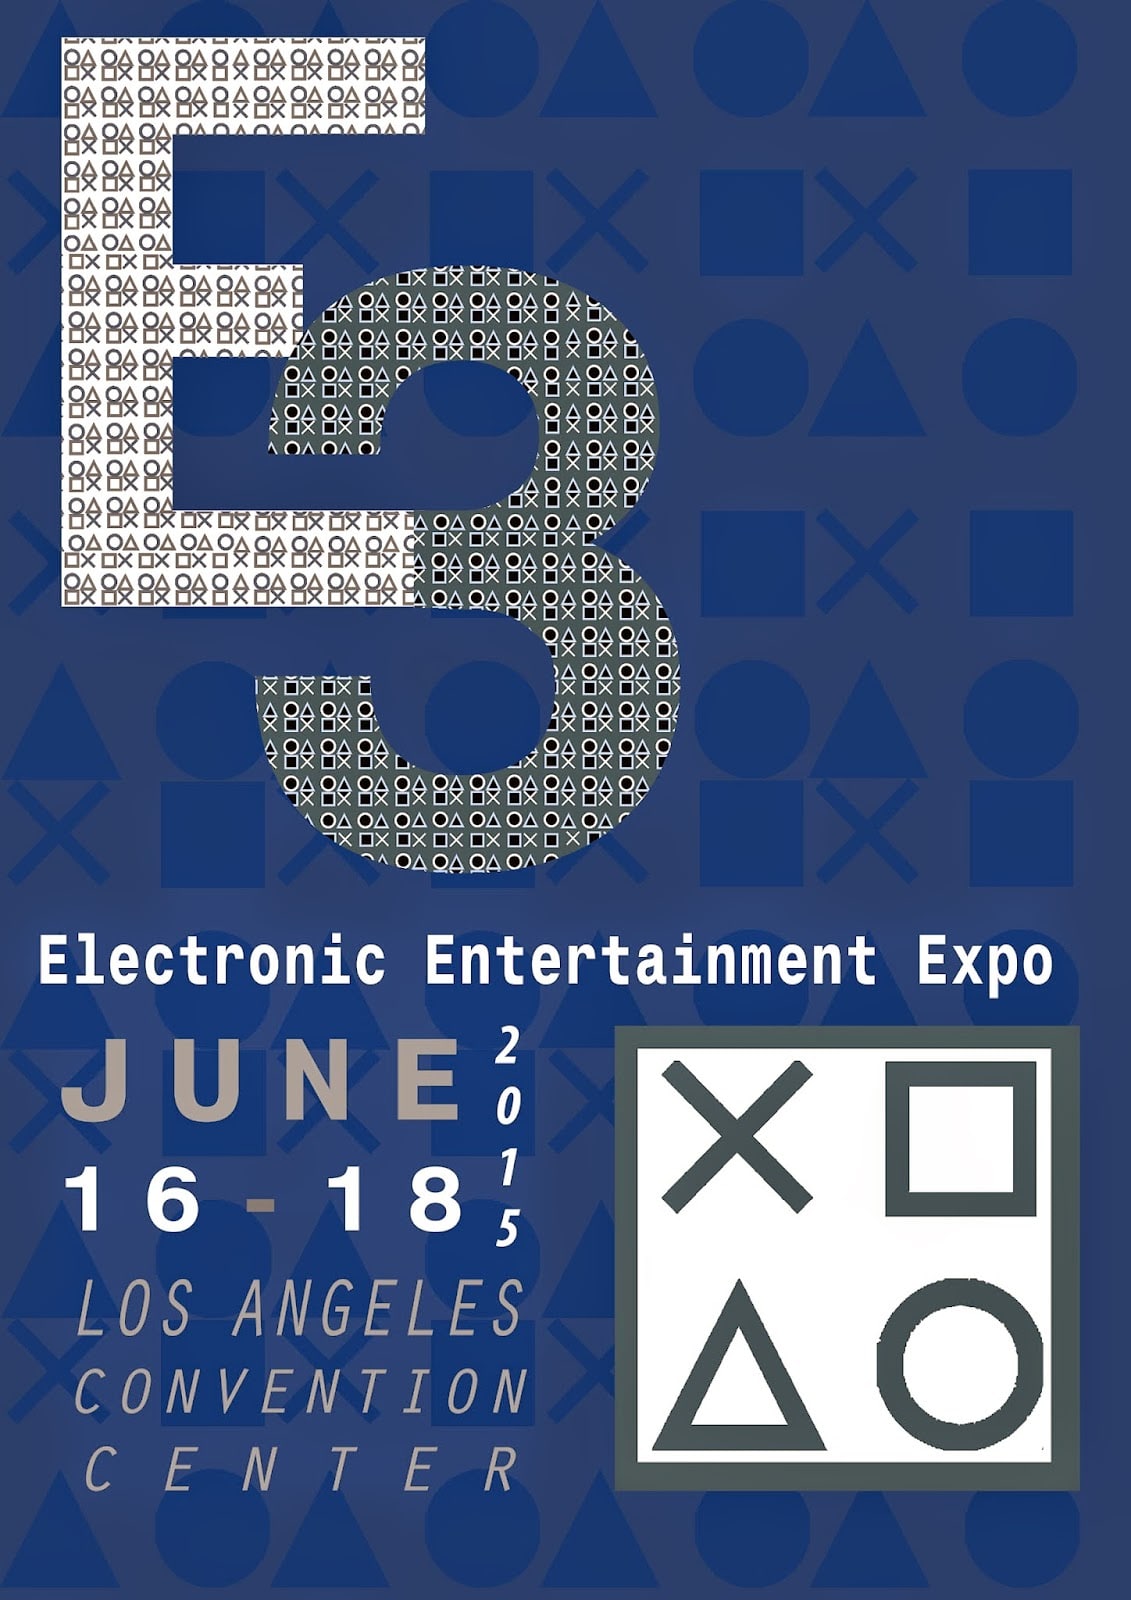 E3
Electronic Entertainment Expo
JUNE
2015
16 - 18
LOS ANGELES
CONVENTION
CENTER